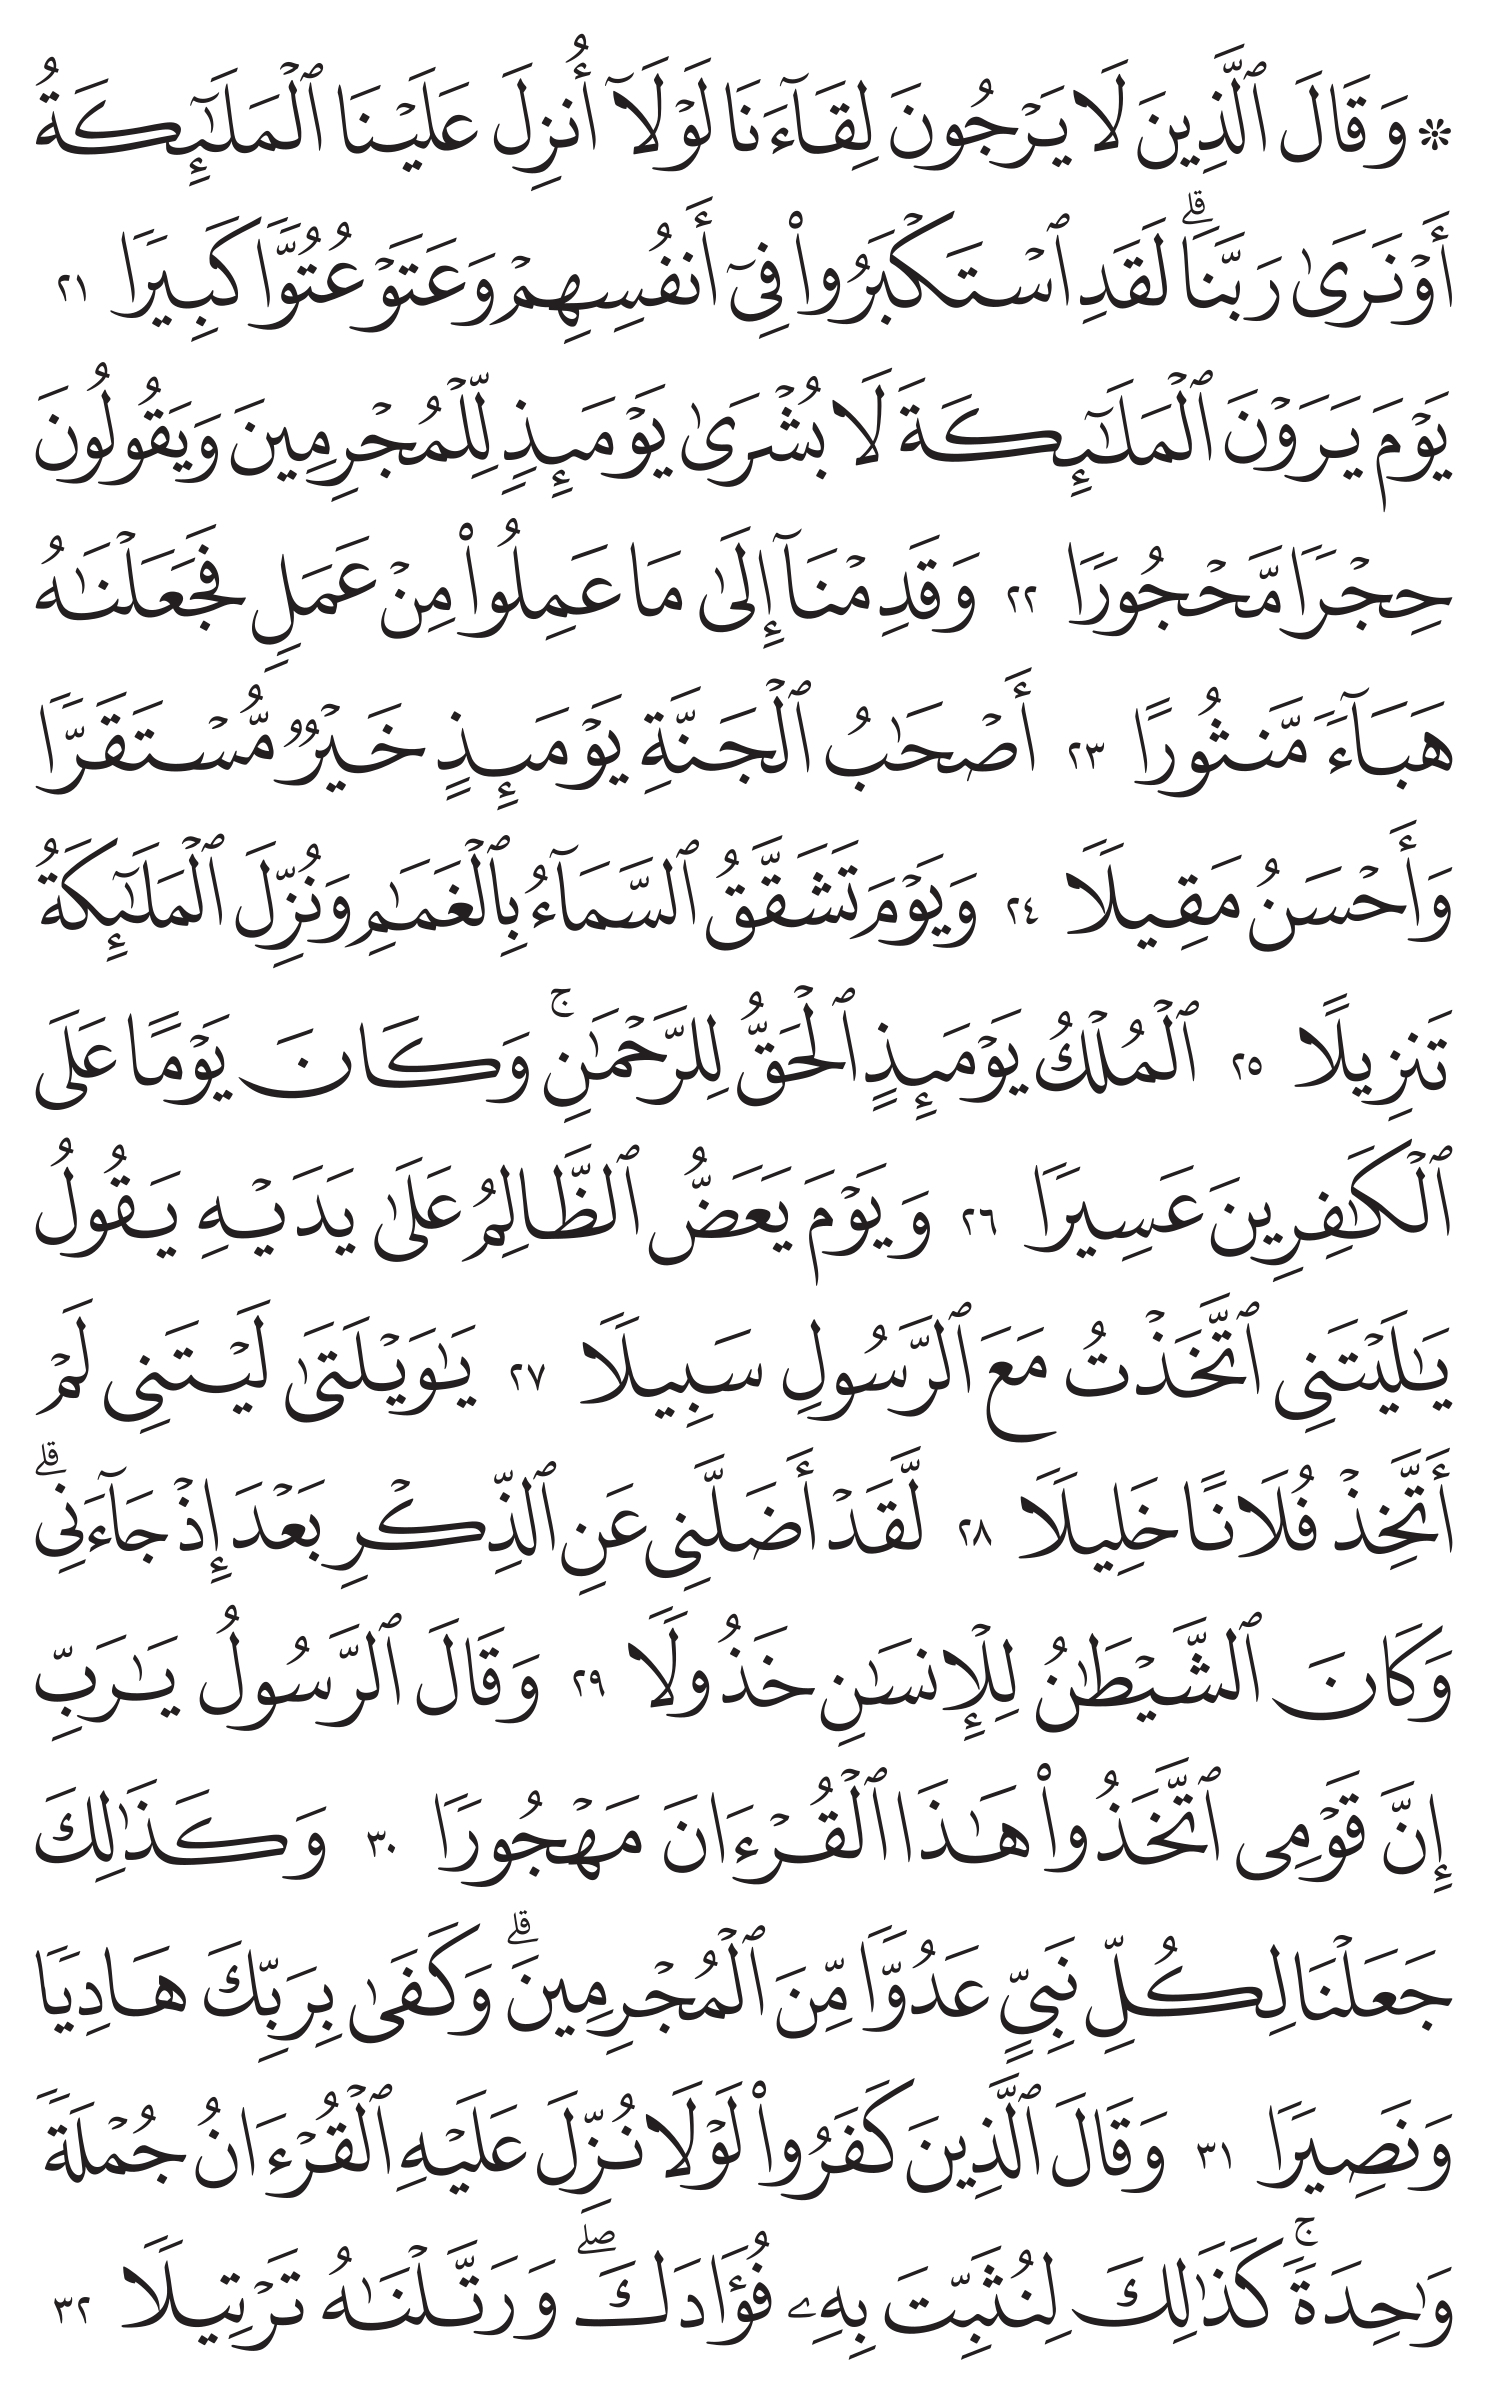 ۞ وَقَالَ ٱلَّذِينَ لَا يَرۡجُونَ لِقَآءَنَا لَوۡلَآ أُنزِلَ عَلَيۡنَا ٱلۡمَلَٰٓئِكَةُ
أَوۡ نَرَىٰ رَبَّنَاۗ لَقَدِ ٱسۡتَكۡبَرُواْ فِيٓ أَنفُسِهِمۡ وَعَتَوۡ عُتُوّٗا كَبِيرٗا ٢١
يَوۡمَ يَرَوۡنَ ٱلۡمَلَٰٓئِكَةَ لَا بُشۡرَىٰ يَوۡمَئِذٖ لِّلۡمُجۡرِمِينَ وَيَقُولُونَ
حِجۡرٗا مَّحۡجُورٗا ٢٢ وَقَدِمۡنَآ إِلَىٰ مَا عَمِلُواْ مِنۡ عَمَلٖ فَجَعَلۡنَٰهُ
هَبَآءٗ مَّنثُورًا ٢٣ أَصۡحَٰبُ ٱلۡجَنَّةِ يَوۡمَئِذٍ خَيۡرٞ مُّسۡتَقَرّٗا
وَأَحۡسَنُ مَقِيلٗا ٢٤ وَيَوۡمَ تَشَقَّقُ ٱلسَّمَآءُ بِٱلۡغَمَٰمِ وَنُزِّلَ ٱلۡمَلَٰٓئِكَةُ
تَنزِيلًا ٢٥ ٱلۡمُلۡكُ يَوۡمَئِذٍ ٱلۡحَقُّ لِلرَّحۡمَٰنِۚ وَكَانَ يَوۡمًا عَلَى
ٱلۡكَٰفِرِينَ عَسِيرٗا ٢٦ وَيَوۡمَ يَعَضُّ ٱلظَّالِمُ عَلَىٰ يَدَيۡهِ يَقُولُ
يَٰلَيۡتَنِي ٱتَّخَذۡتُ مَعَ ٱلرَّسُولِ سَبِيلٗا ٢٧ يَٰوَيۡلَتَىٰ لَيۡتَنِي لَمۡ
أَتَّخِذۡ فُلَانًا خَلِيلٗا ٢٨ لَّقَدۡ أَضَلَّنِي عَنِ ٱلذِّكۡرِ بَعۡدَ إِذۡ جَآءَنِيۗ
وَكَانَ ٱلشَّيۡطَٰنُ لِلۡإِنسَٰنِ خَذُولٗا ٢٩ وَقَالَ ٱلرَّسُولُ يَٰرَبِّ
إِنَّ قَوۡمِي ٱتَّخَذُواْ هَٰذَا ٱلۡقُرۡءَانَ مَهۡجُورٗا ٣٠ وَكَذَٰلِكَ
جَعَلۡنَا لِكُلِّ نَبِيٍّ عَدُوّٗا مِّنَ ٱلۡمُجۡرِمِينَۗ وَكَفَىٰ بِرَبِّكَ هَادِيٗا
وَنَصِيرٗا ٣١ وَقَالَ ٱلَّذِينَ كَفَرُواْ لَوۡلَا نُزِّلَ عَلَيۡهِ ٱلۡقُرۡءَانُ جُمۡلَةٗ
وَٰحِدَةٗۚ كَذَٰلِكَ لِنُثَبِّتَ بِهِۦ فُؤَادَكَۖ وَرَتَّلۡنَٰهُ تَرۡتِيلٗا ٣٢